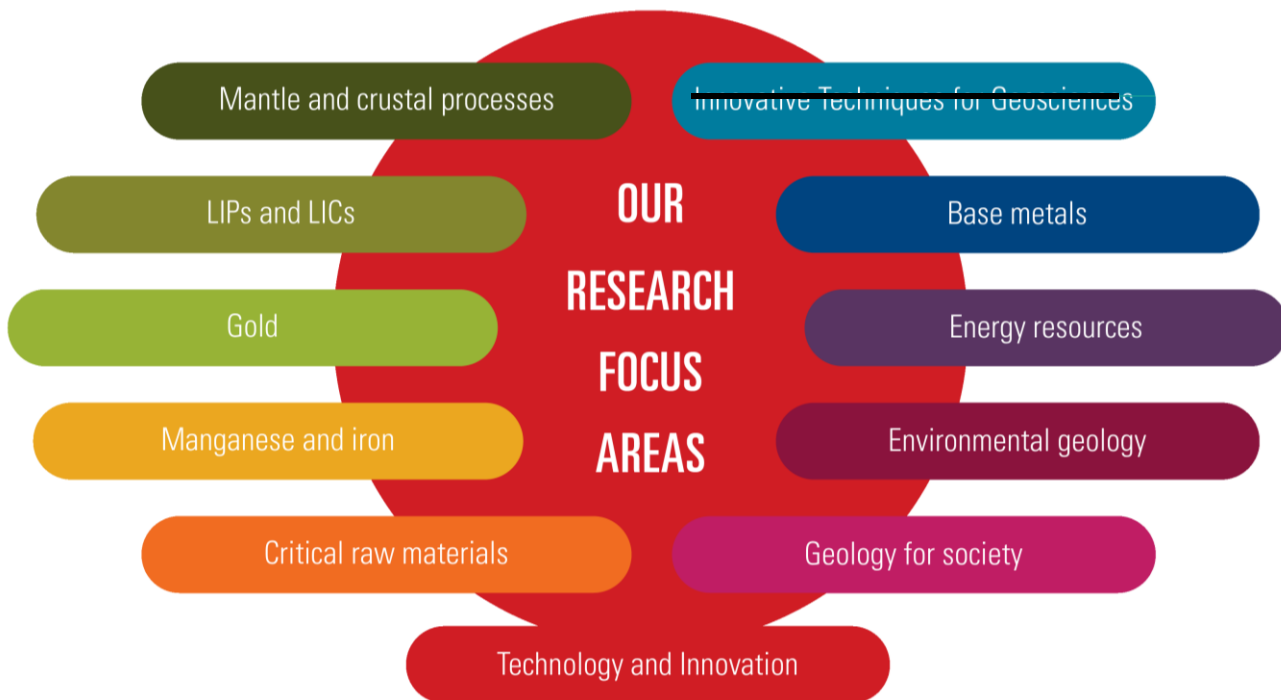 Mantle and crustal processes
Innovative Techniques for Geosciences
LIPs and LICs
Base metals
Gold
Energy resources
Manganese and iron
Environmental geology
Critical raw materials
Geology for society
Technology and Innovation
OUR
RESEARCH
FOCUS
AREAS